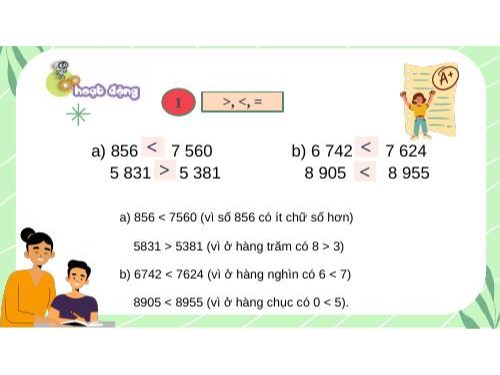 hoạt động
1 >, <, =
A+
a) 856 < 7 560
5 831 > 5 381
b) 6 742 < 7 624
8 905 < 8 955
a) 856 < 7560 (vì số 856 có ít chữ số hơn)
5831 > 5381 (vì ở hàng trăm có 8 > 3)
b) 6742 < 7624 (vì ở hàng nghìn có 6 < 7)
8905 < 8955 (vì ở hàng chục có 0 < 5).